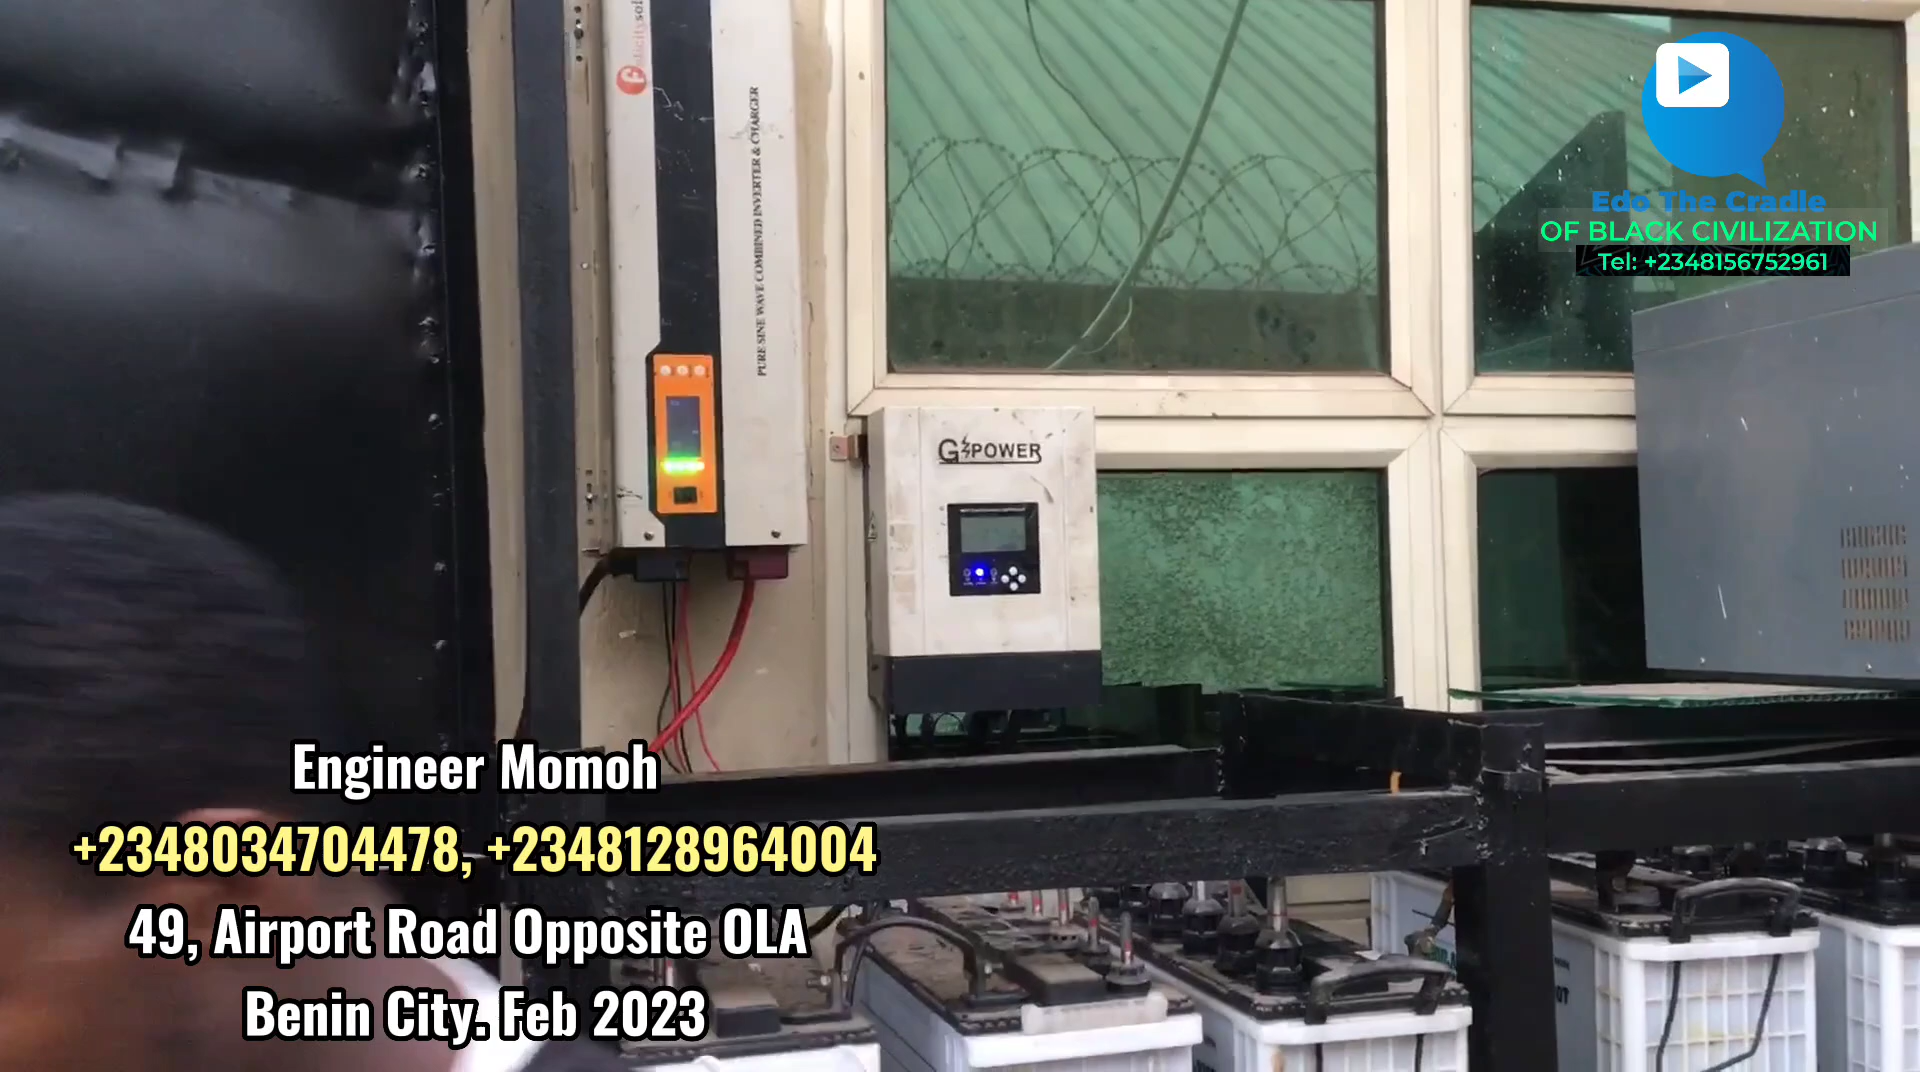 PURE SINE WAVE COMBINED INVERTER & CHARGER
G POWER
Edo The Cradle
OF BLACK CIVILIZATION
Tel: +2348156752961
Engineer Momoh
+2348034704478, +2348128964004
49, Airport Road Opposite OLA
Benin City. Feb 2023